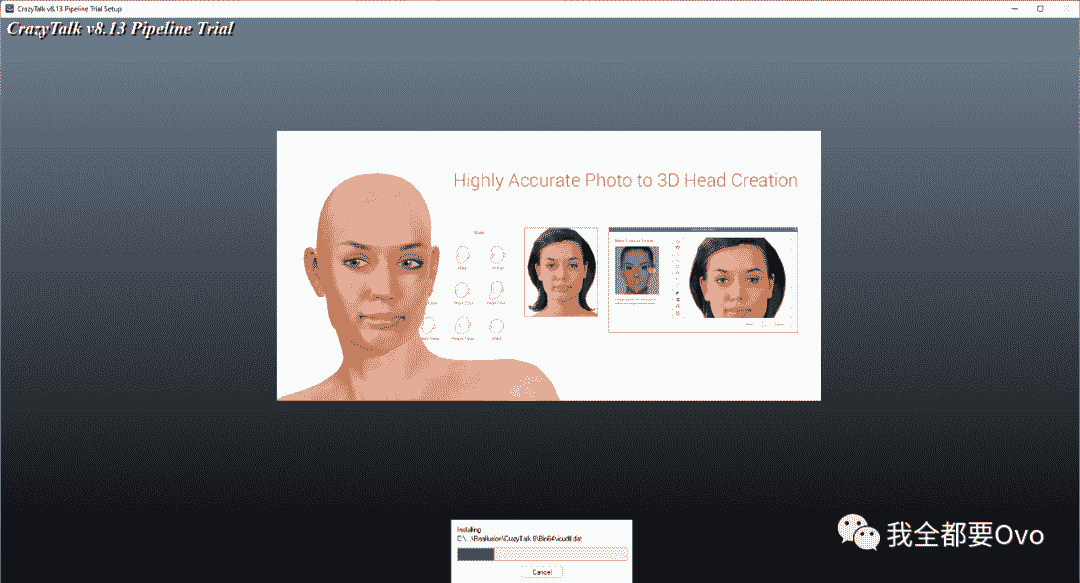 CrazyTalk v8.13 Pipeline Trial Setup
CrazyTalk v8.13 Pipeline Trial
Highly Accurate Photo to 3D Head Creation
Installing
C:\...\Reallusion\CrazyTalk 8\Bin64\icudtl.dat
Cancel
我全都要Ovo